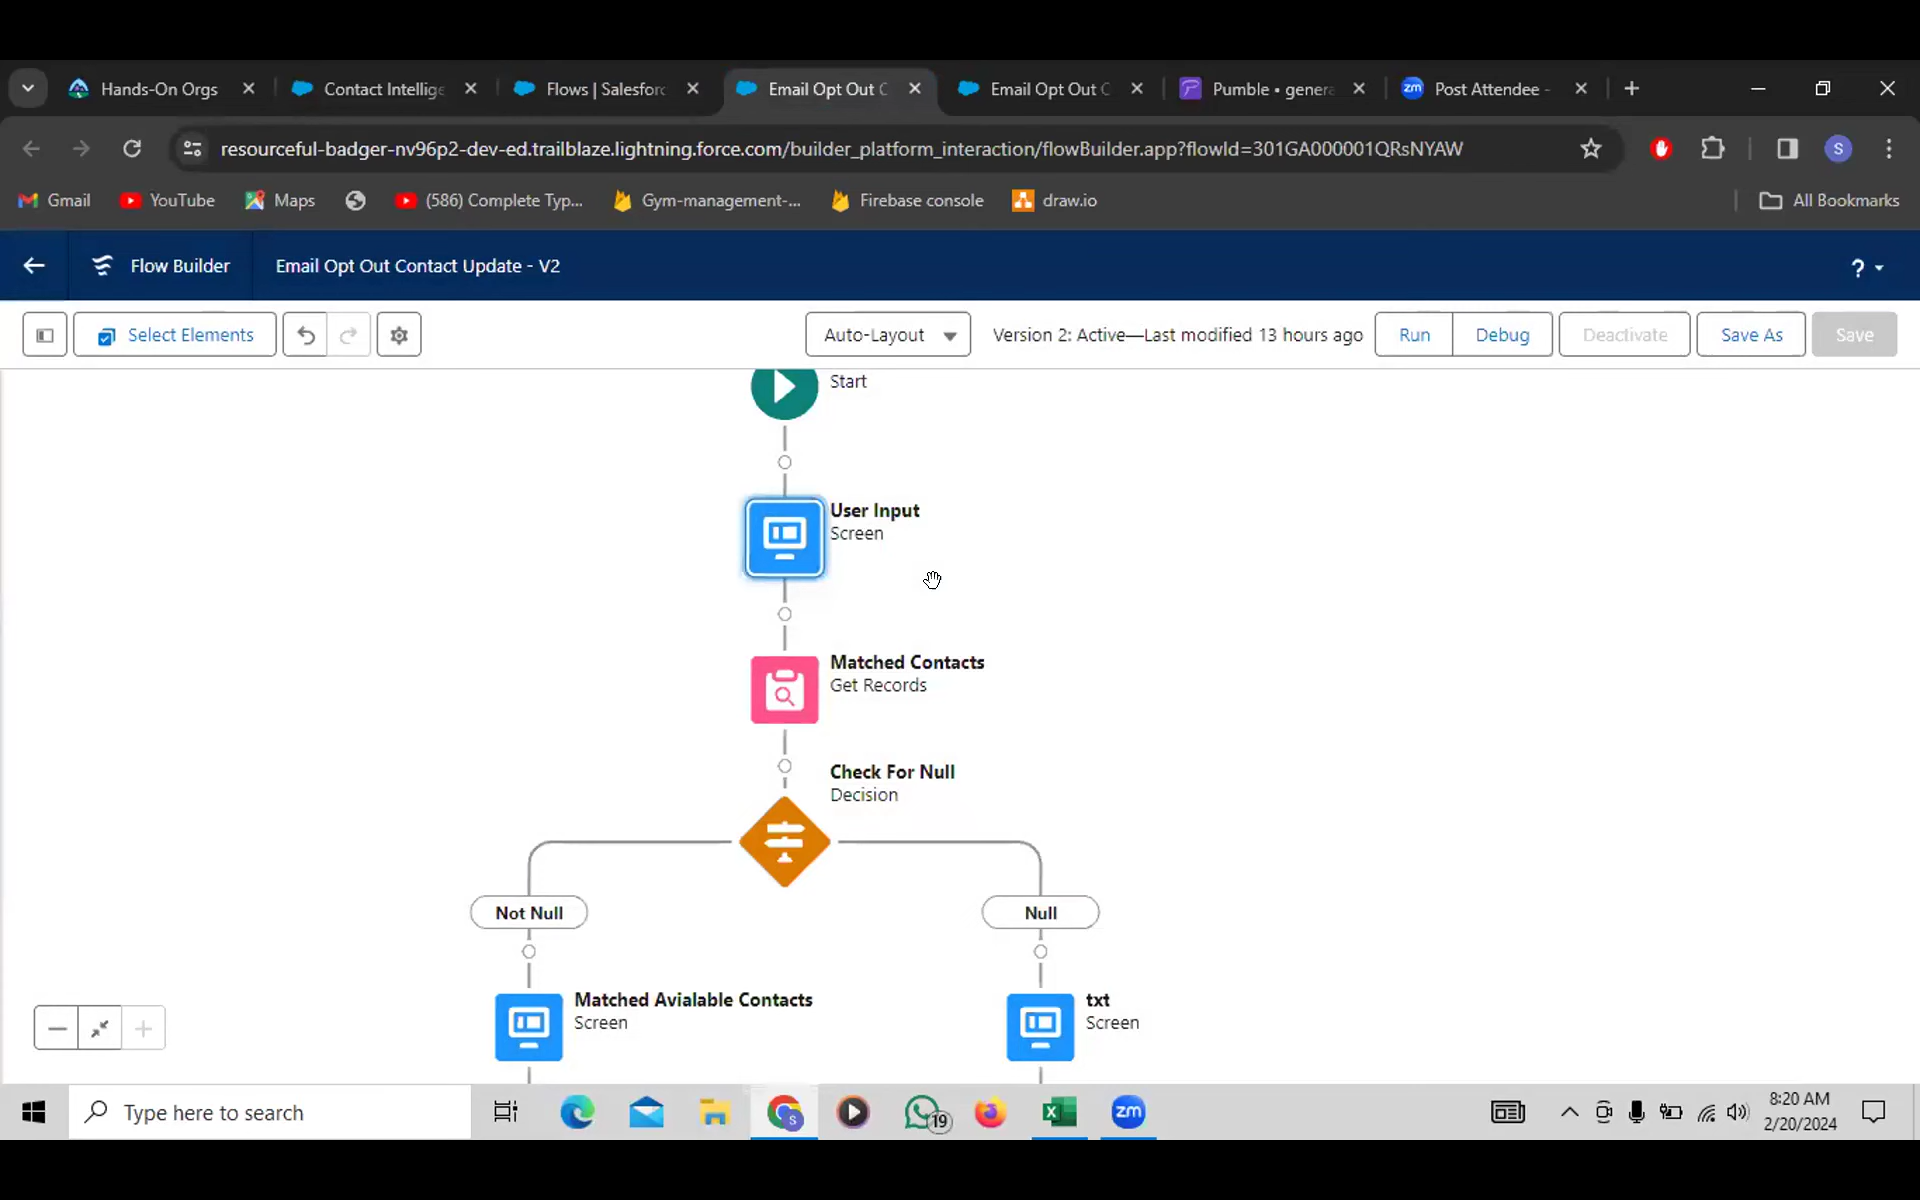 Hands-On Orgs
Contact Intellige
Flows | Salesforc
Email Opt Out C
Email Opt Out C
Pumble • genera
zm Post Attendee -
resourceful-badger-nv96p2-dev-ed.trailblaze.lightning.force.com/builder_platform_interaction/flowBuilder.app?flowId=301GA000001QRsNYAW
S
Gmail
YouTube
Maps
(586) Complete Typ...
Gym-management-...
Firebase console
draw.io
All Bookmarks
Flow Builder
Email Opt Out Contact Update - V2
?
Select Elements
Auto-Layout
Version 2: Active—Last modified 13 hours ago
Run
Debug
Deactivate
Save As
Save
Start
User Input
Screen
Matched Contacts
Get Records
Check For Null
Decision
Not Null
Null
Matched Avialable Contacts
Screen
txt
Screen
Type here to search
S
19
zm
8:20 AM
2/20/2024